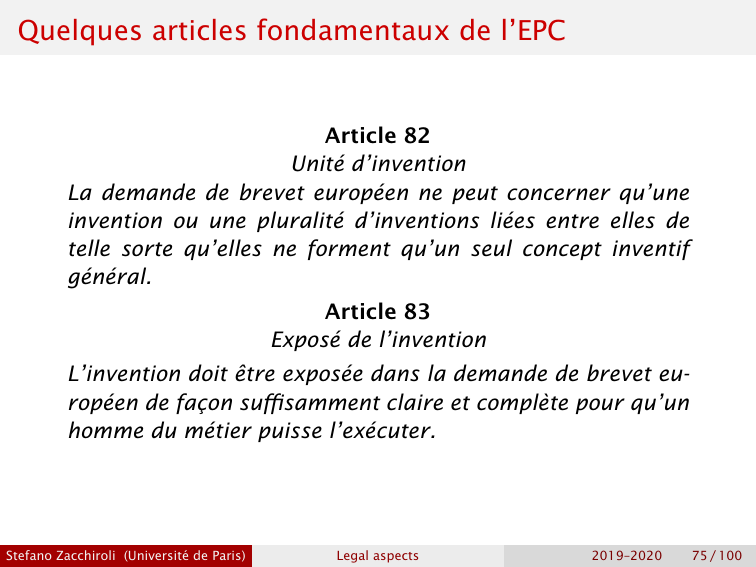 Quelques articles fondamentaux de l’EPC
Article 82
Unité d’invention
La demande de brevet européen ne peut concerner qu’une
invention ou une pluralité d’inventions liées entre elles de
telle sorte qu’elles ne forment qu’un seul concept inventif
général.
Article 83
Exposé de l’invention
L’invention doit être exposée dans la demande de brevet eu-
ropéen de façon suffisamment claire et complète pour qu’un
homme du métier puisse l’exécuter.
Stefano Zacchiroli (Université de Paris) Legal aspects 2019–2020 75 / 100